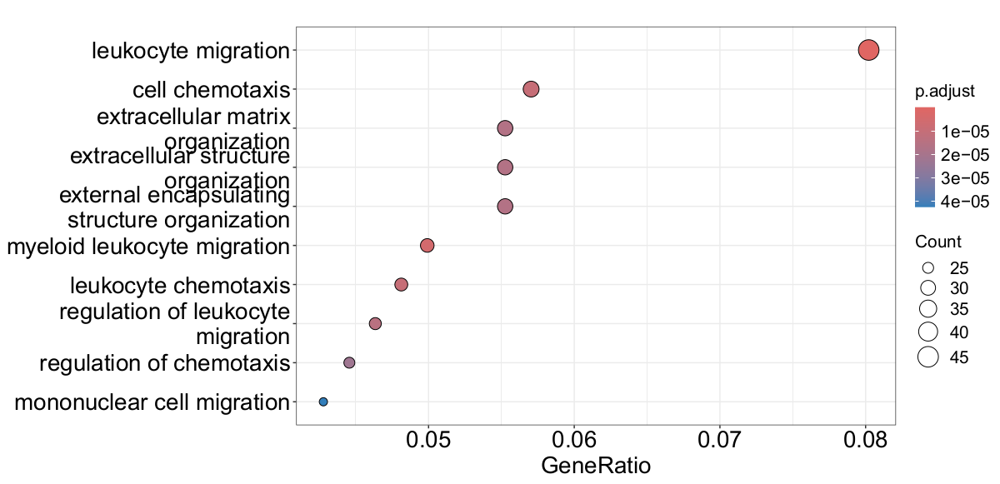 leukocyte migration
cell chemotaxis
extracellular matrix
organization
extracellular structure
organization
external encapsulating
structure organization
myeloid leukocyte migration
leukocyte chemotaxis
regulation of leukocyte
migration
regulation of chemotaxis
mononuclear cell migration
0.05 0.06 0.07 0.08
GeneRatio
p.adjust
1e−05
2e−05
3e−05
4e−05
Count
25
30
35
40
45